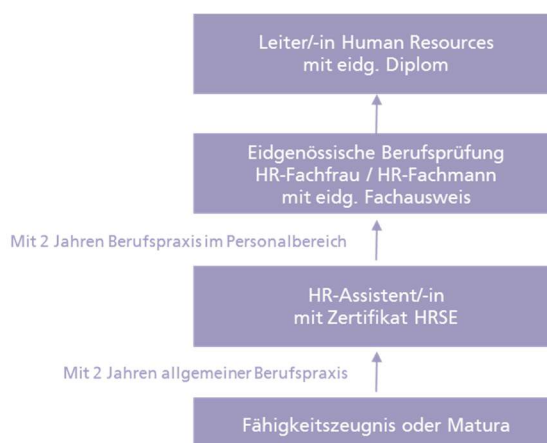 Leiter/-in Human Resources
mit eidg. Diplom
Eidgenössische Berufsprüfung
HR-Fachfrau / HR-Fachmann
mit eidg. Fachausweis
Mit 2 Jahren Berufspraxis im Personalbereich
HR-Assistent/-in
mit Zertifikat HRSE
Mit 2 Jahren allgemeiner Berufspraxis
Fähigkeitszeugnis oder Matura